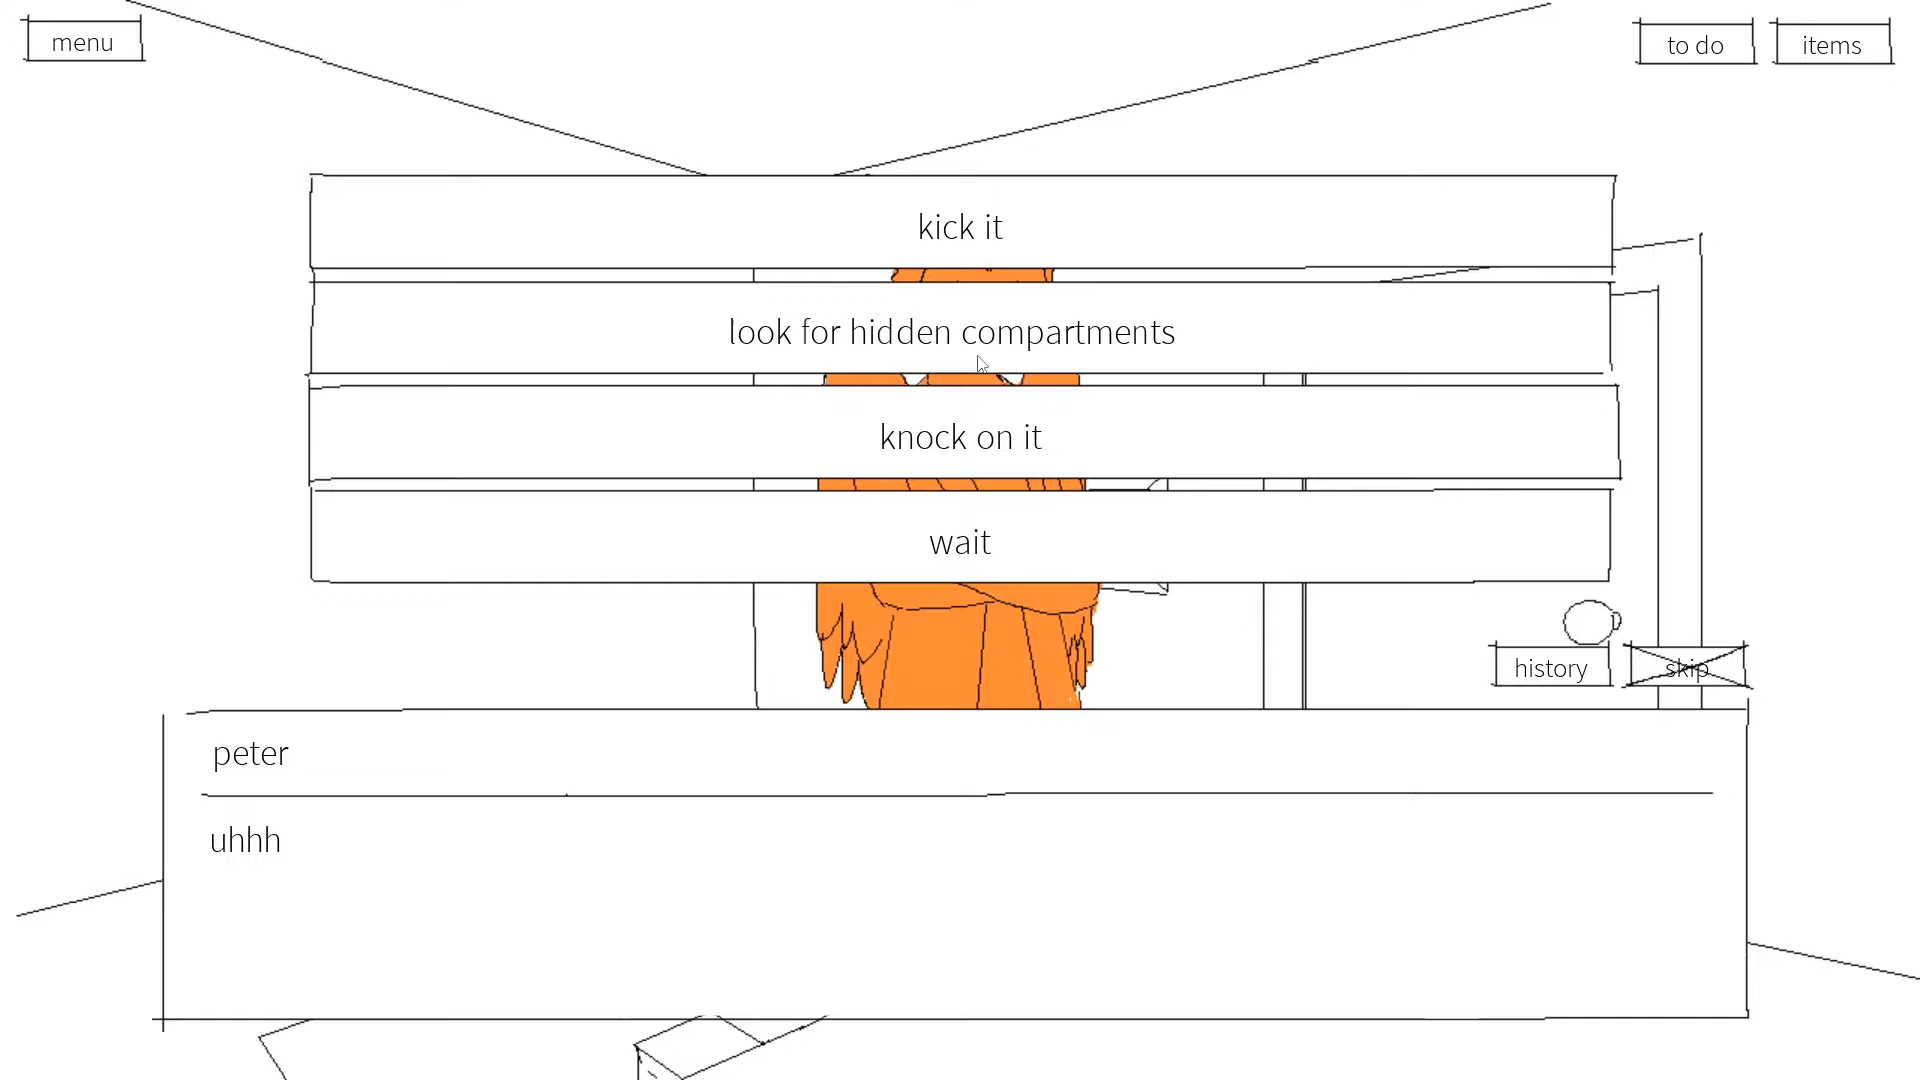 menu
to do
items
kick it
look for hidden compartments
knock on it
wait
history
skip
peter
uhhh